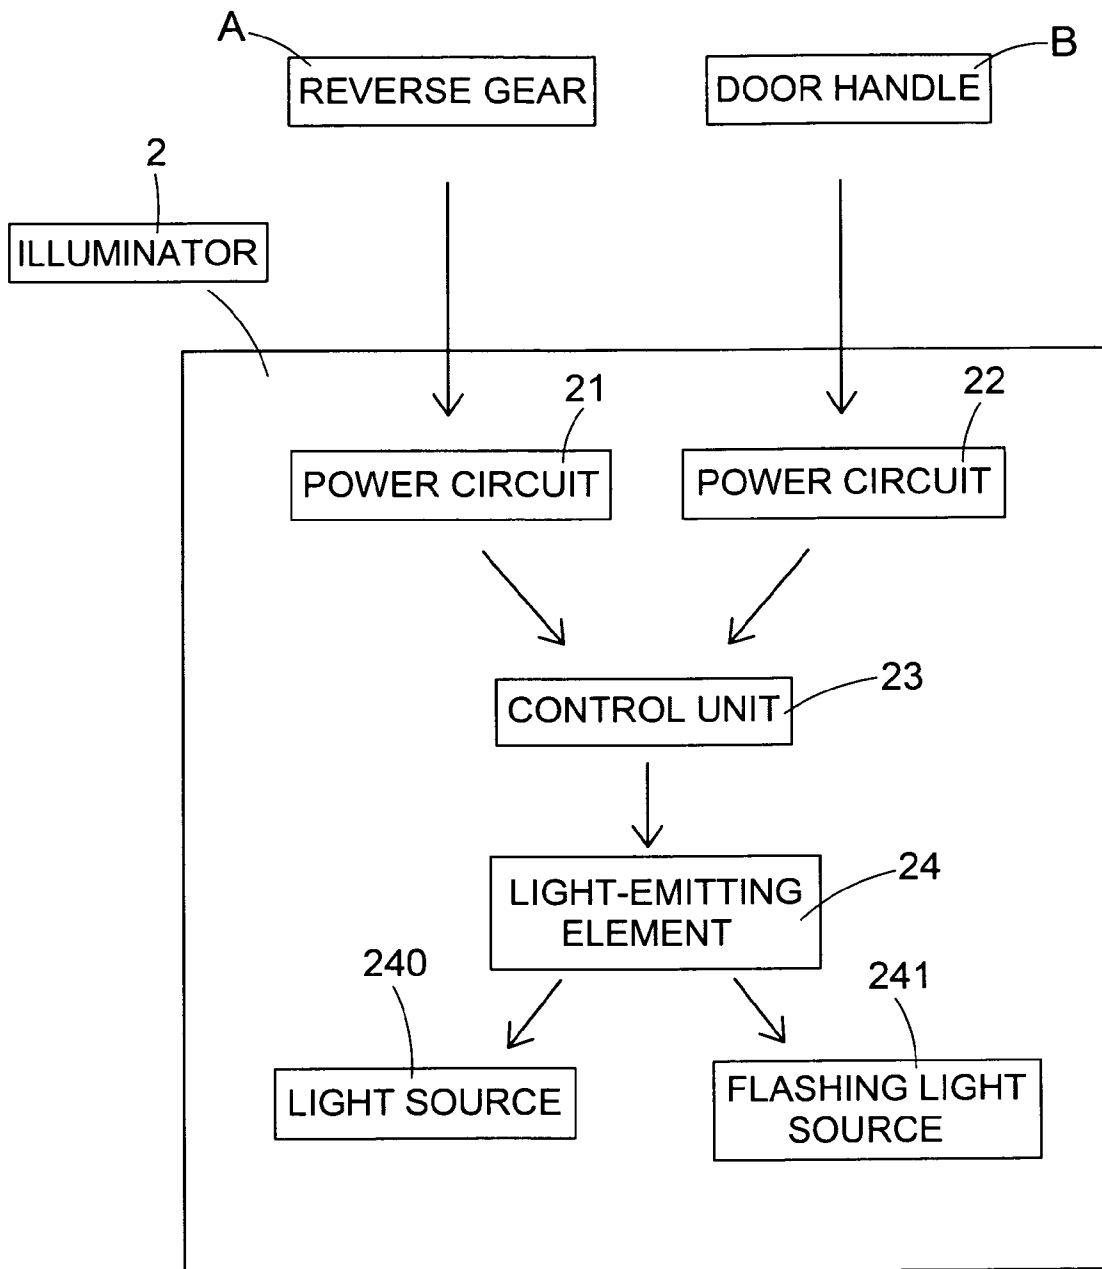 A
REVERSE GEAR
B
DOOR HANDLE
2
ILLUMINATOR
21
POWER CIRCUIT
22
POWER CIRCUIT
23
CONTROL UNIT
24
LIGHT-EMITTING
ELEMENT
240
LIGHT SOURCE
241
FLASHING LIGHT
SOURCE